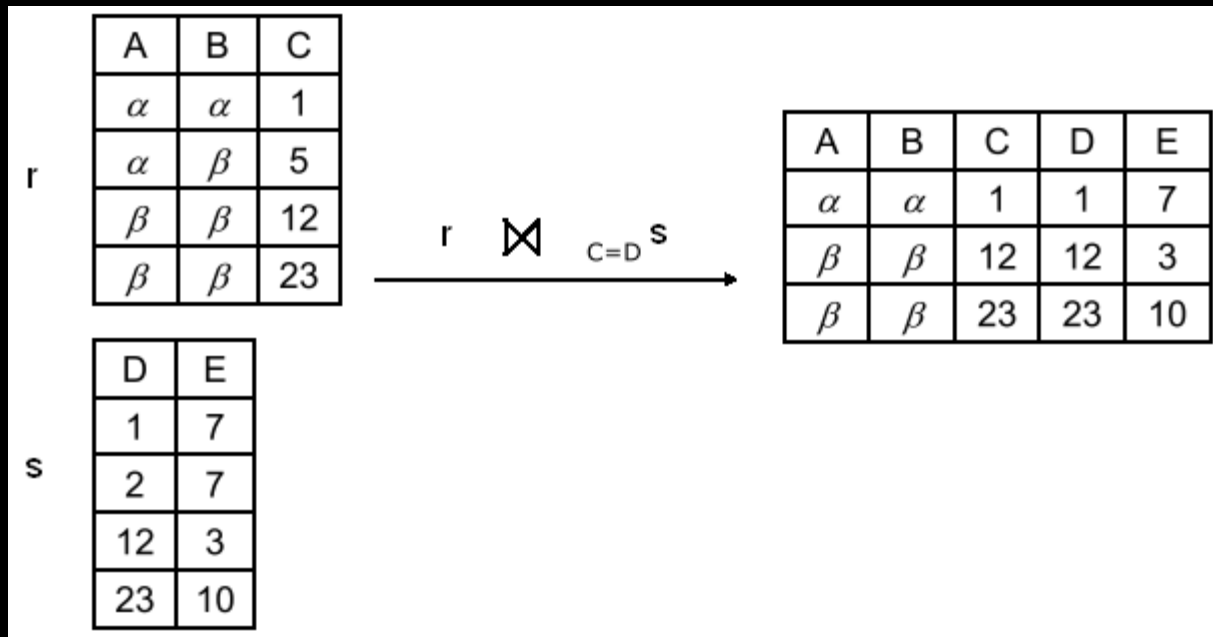 r
A B C
α α 1
α β 5
β β 12
β β 23
s
D E
1 7
2 7
12 3
23 10
r ⋈ C=D s
A B C D E
α α 1 1 7
β β 12 12 3
β β 23 23 10